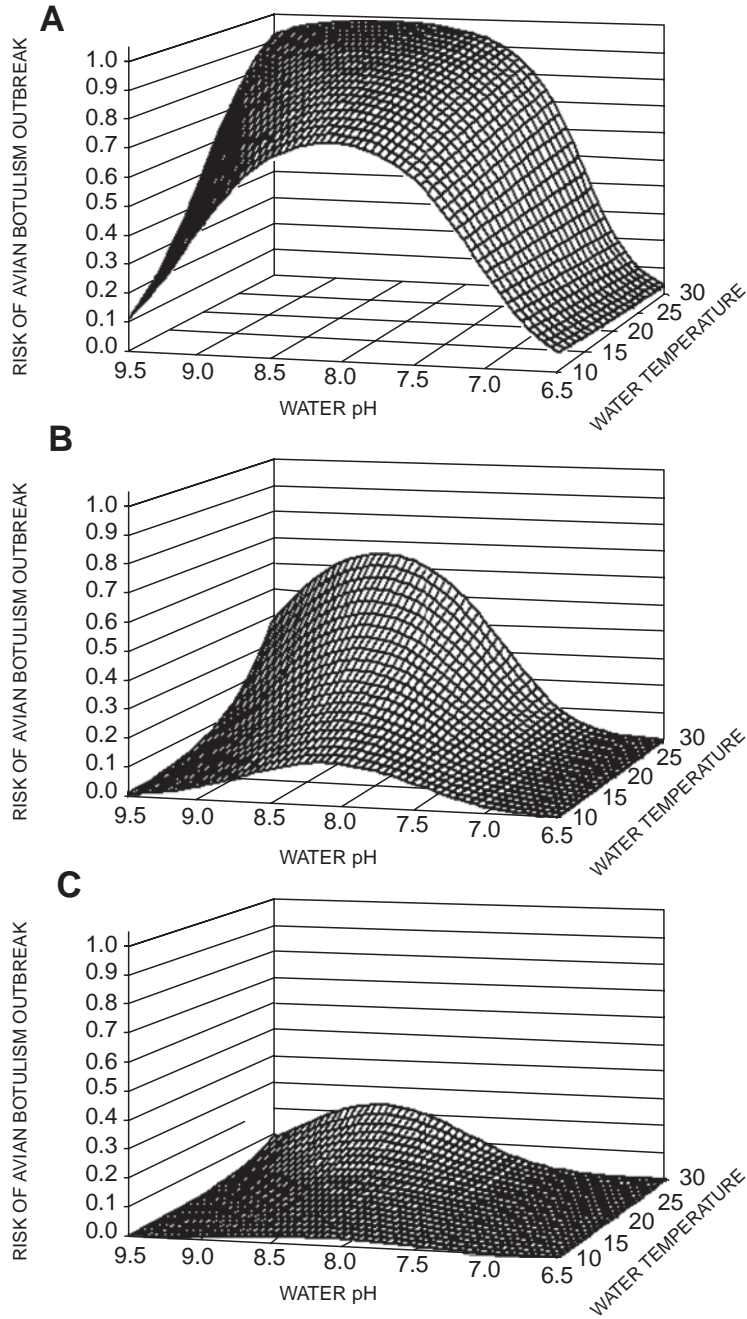 A
RISK OF AVIAN BOTULISM OUTBREAK
1.0
0.9
0.8
0.7
0.6
0.5
0.4
0.3
0.2
0.1
0.0
9.5 9.0 8.5 8.0 7.5 7.0 6.5
WATER pH
10 15 20 25 30
WATER TEMPERATURE
B
RISK OF AVIAN BOTULISM OUTBREAK
1.0
0.9
0.8
0.7
0.6
0.5
0.4
0.3
0.2
0.1
0.0
9.5 9.0 8.5 8.0 7.5 7.0 6.5
WATER pH
10 15 20 25 30
WATER TEMPERATURE
C
RISK OF AVIAN BOTULISM OUTBREAK
1.0
0.9
0.8
0.7
0.6
0.5
0.4
0.3
0.2
0.1
0.0
9.5 9.0 8.5 8.0 7.5 7.0 6.5
WATER pH
10 15 20 25 30
WATER TEMPERATURE